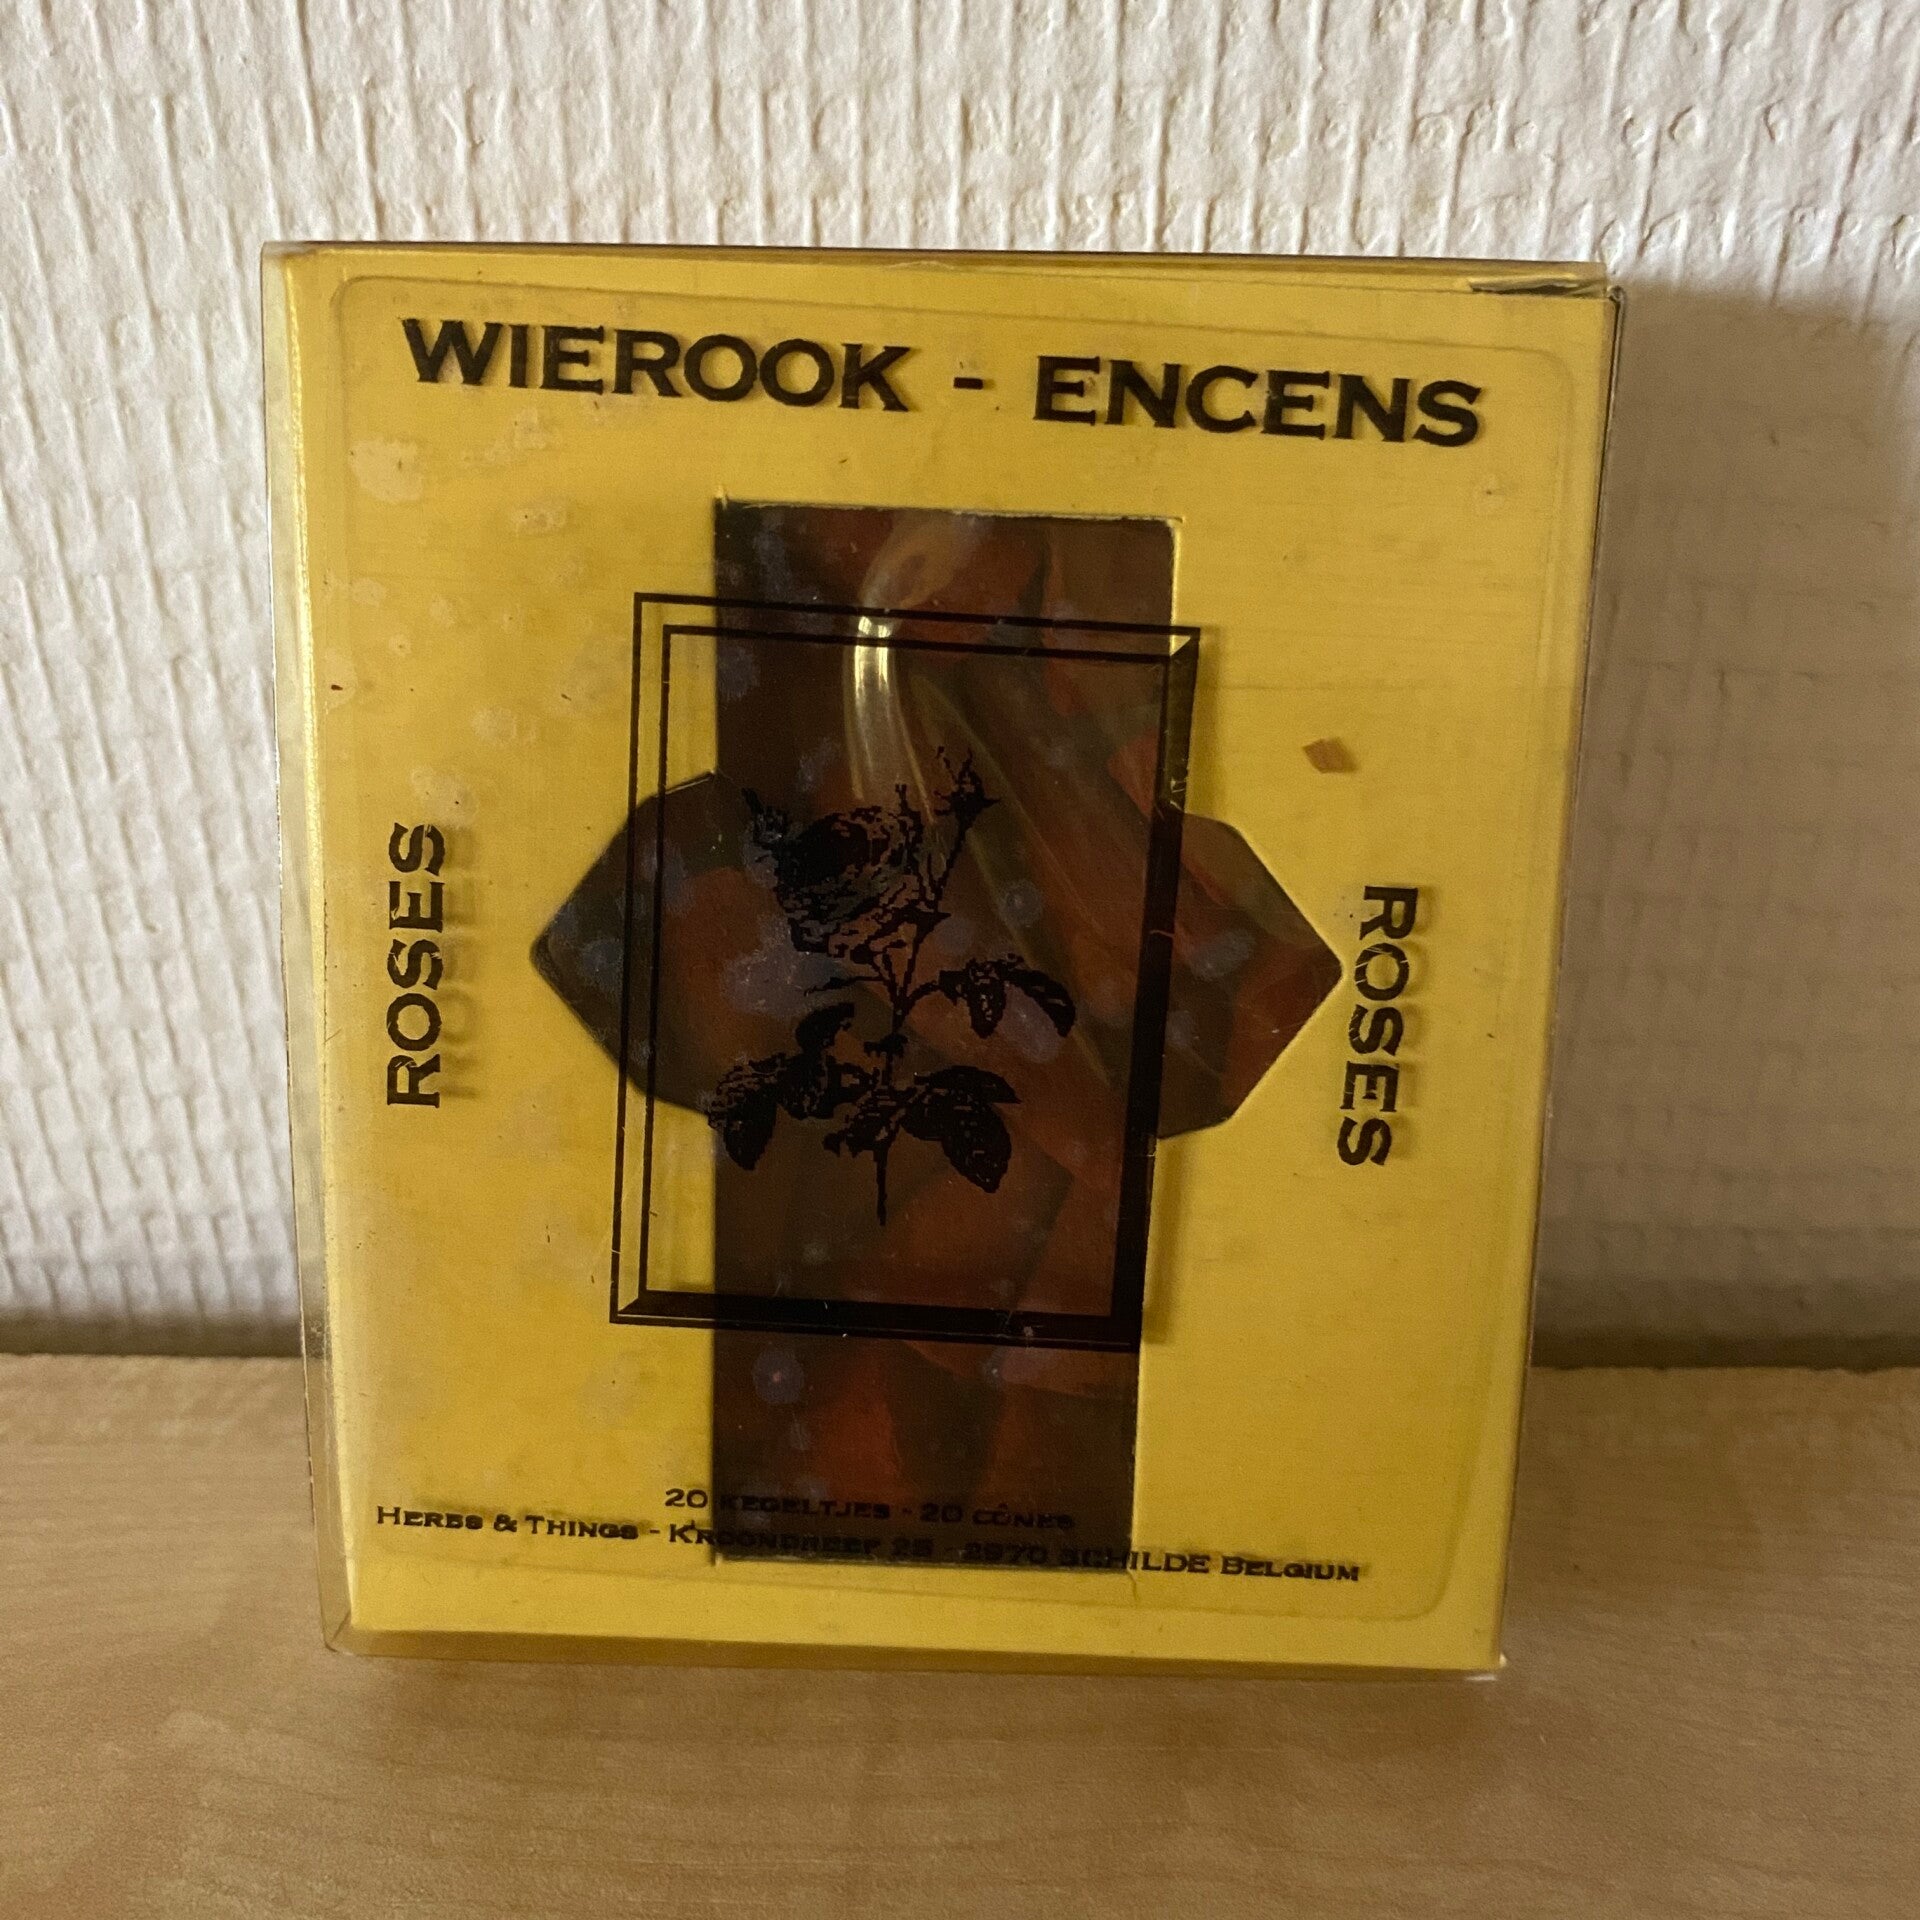 WIEROOK - ENCENS
ROSES
ROSES
20 KEGELTJES - 20 CÔNES
HERBS & THINGS - KROONDREEF 25 - 2970 SCHILDE BELGIUM